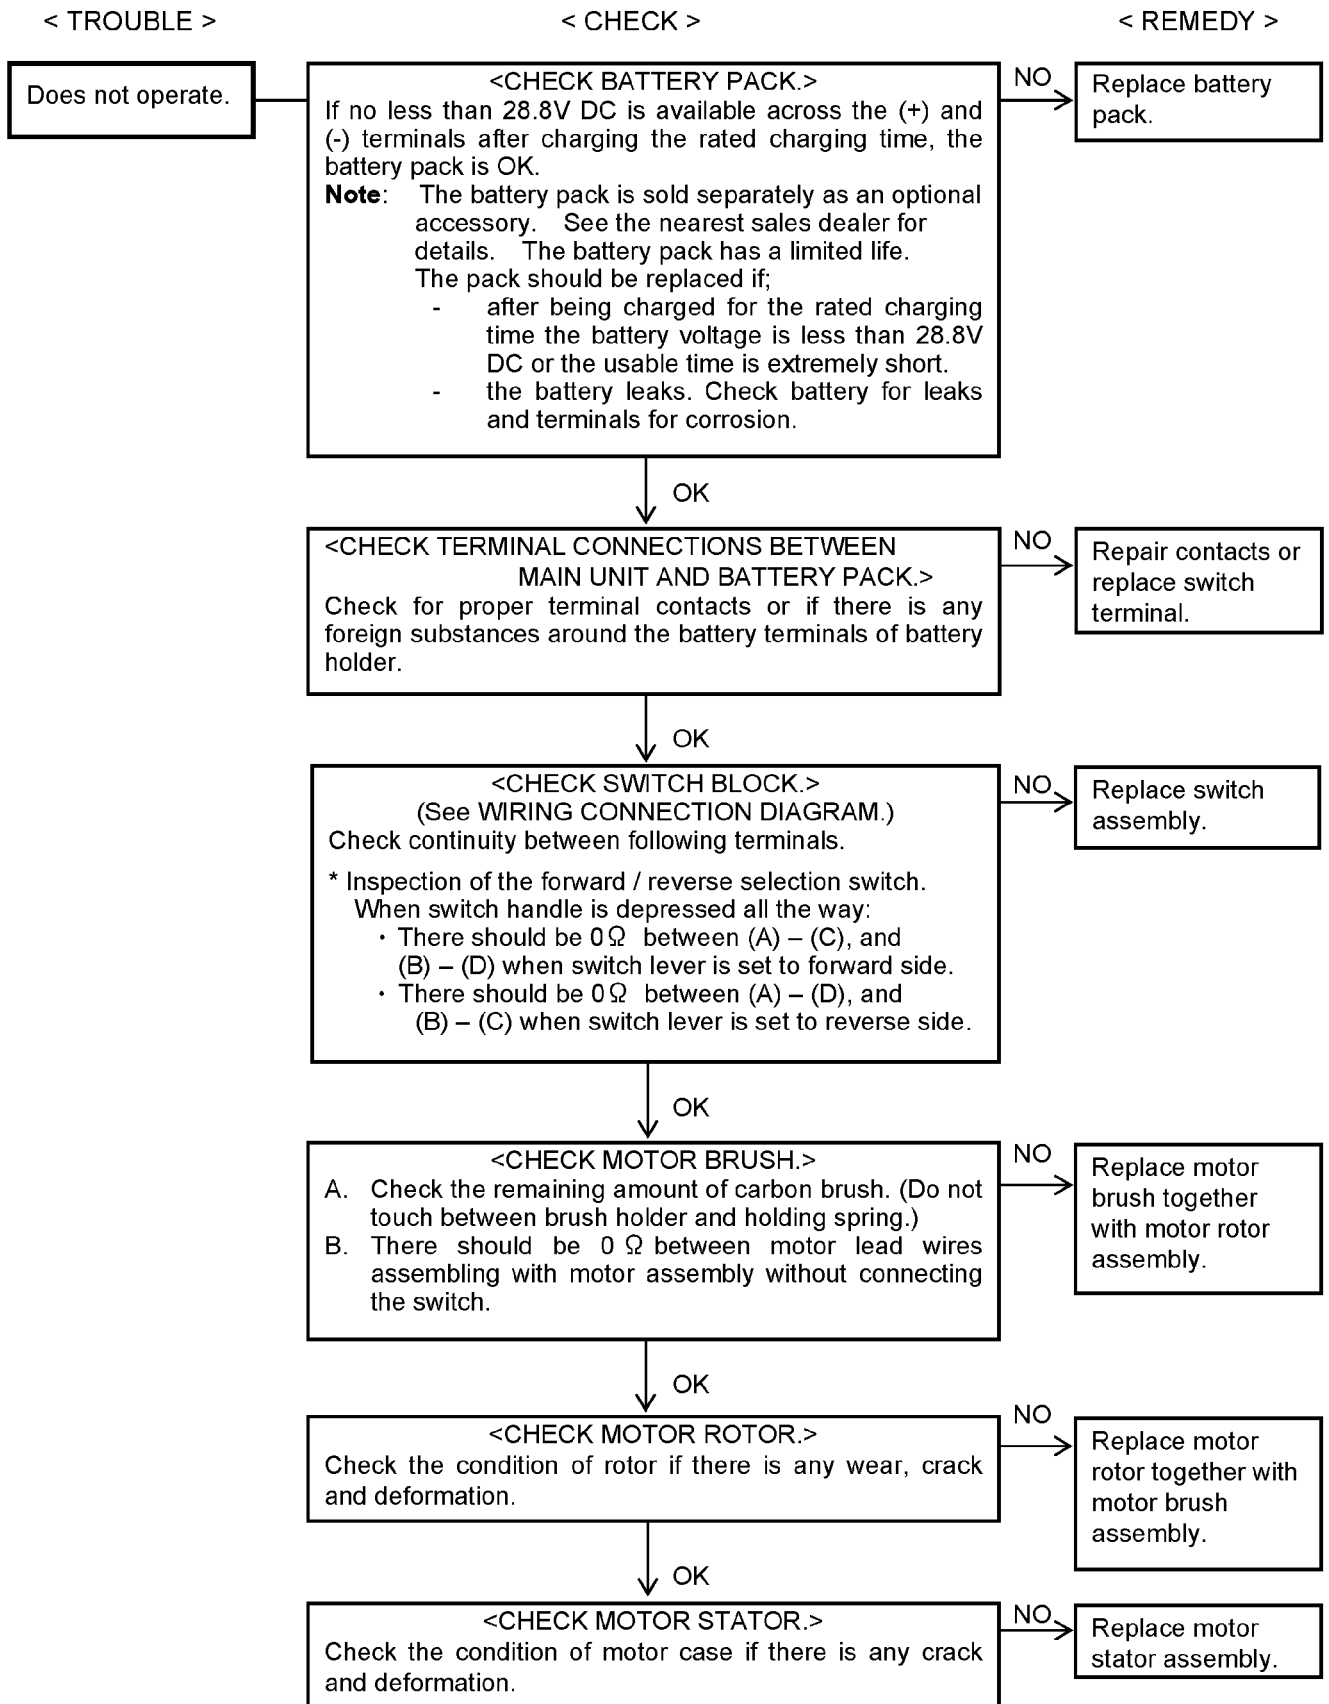 < TROUBLE >
< CHECK >
< REMEDY >
Does not operate.
<CHECK BATTERY PACK.>
If no less than 28.8V DC is available across the (+) and
(-) terminals after charging the rated charging time, the
battery pack is OK.
Note: The battery pack is sold separately as an optional
accessory. See the nearest sales dealer for
details. The battery pack has a limited life.
The pack should be replaced if;
- after being charged for the rated charging
time the battery voltage is less than 28.8V
DC or the usable time is extremely short.
- the battery leaks. Check battery for leaks
and terminals for corrosion.
NO
Replace battery
pack.
OK
<CHECK TERMINAL CONNECTIONS BETWEEN
MAIN UNIT AND BATTERY PACK.>
Check for proper terminal contacts or if there is any
foreign substances around the battery terminals of battery
holder.
NO
Repair contacts or
replace switch
terminal.
OK
<CHECK SWITCH BLOCK.>
(See WIRING CONNECTION DIAGRAM.)
Check continuity between following terminals.
* Inspection of the forward / reverse selection switch.
When switch handle is depressed all the way:
・ There should be 0Ω between (A) – (C), and
(B) – (D) when switch lever is set to forward side.
・ There should be 0Ω between (A) – (D), and
(B) – (C) when switch lever is set to reverse side.
NO
Replace switch
assembly.
OK
<CHECK MOTOR BRUSH.>
A. Check the remaining amount of carbon brush. (Do not
touch between brush holder and holding spring.)
B. There should be 0 Ω between motor lead wires
assembling with motor assembly without connecting
the switch.
NO
Replace motor
brush together
with motor rotor
assembly.
OK
<CHECK MOTOR ROTOR.>
Check the condition of rotor if there is any wear, crack
and deformation.
NO
Replace motor
rotor together with
motor brush
assembly.
OK
<CHECK MOTOR STATOR.>
Check the condition of motor case if there is any crack
and deformation.
NO
Replace motor
stator assembly.